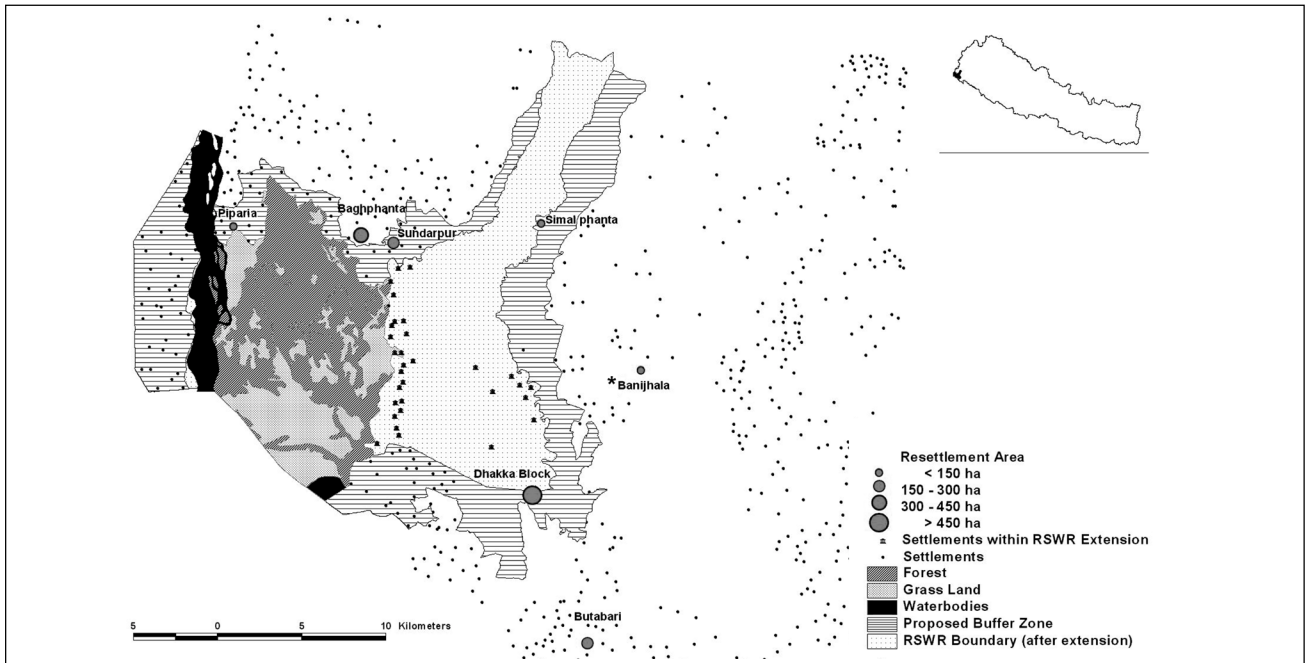 Piparia
Baghphanta
Sundarpur
Simal phanta
* Banijhala
Dhakka Block
Butabari
5 0 5 10 Kilometers
Resettlement Area
< 150 ha
150 - 300 ha
300 - 450 ha
> 450 ha
Settlements within RSWR Extension
Settlements
Forest
Grass Land
Waterbodies
Proposed Buffer Zone
RSWR Boundary (after extension)